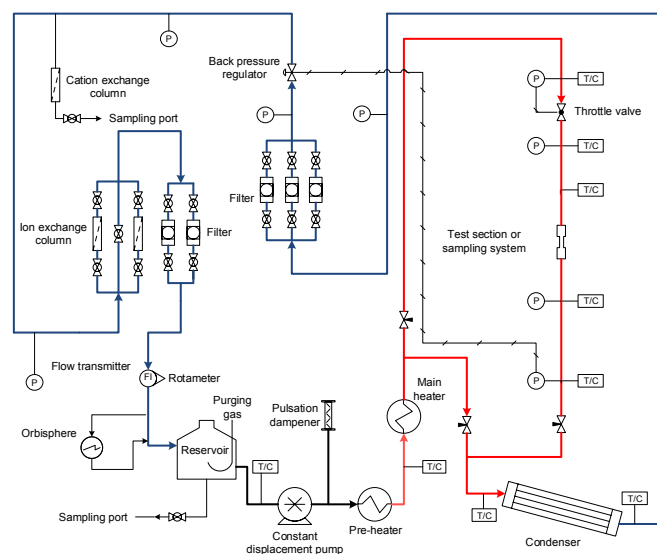 P
T/C
P
Back pressure
regulator
Cation exchange
column
Throttle valve
P
P
Sampling port
P
T/C
T/C
Filter
Ion exchange
column
Filter
Test section or
sampling system
P
T/C
Flow transmitter
P
FI
Rotameter
Main
heater
P
T/C
Purging
gas
Pulsation
dampener
Orbisphere
Reservoir
T/C
T/C
Sampling port
Constant
displacement pump
Pre-heater
T/C
Condenser
T/C